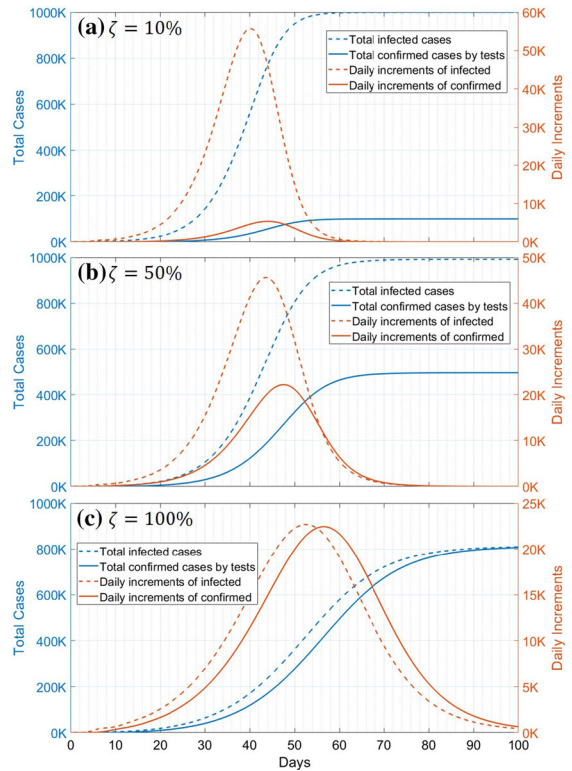 (a) ζ = 10%
1000K
800K
600K
400K
200K
0K
Total Cases
Total infected cases
Total confirmed cases by tests
Daily increments of infected
Daily increments of confirmed
60K
50K
40K
30K
20K
10K
0K
Daily Increments
(b) ζ = 50%
1000K
800K
600K
400K
200K
0K
Total Cases
Total infected cases
Total confirmed cases by tests
Daily increments of infected
Daily increments of confirmed
50K
40K
30K
20K
10K
0K
Daily Increments
(c) ζ = 100%
1000K
800K
600K
400K
200K
0K
Total Cases
Total infected cases
Total confirmed cases by tests
Daily increments of infected
Daily increments of confirmed
25K
20K
15K
10K
5K
0K
Daily Increments
0 10 20 30 40 50 60 70 80 90 100
Days